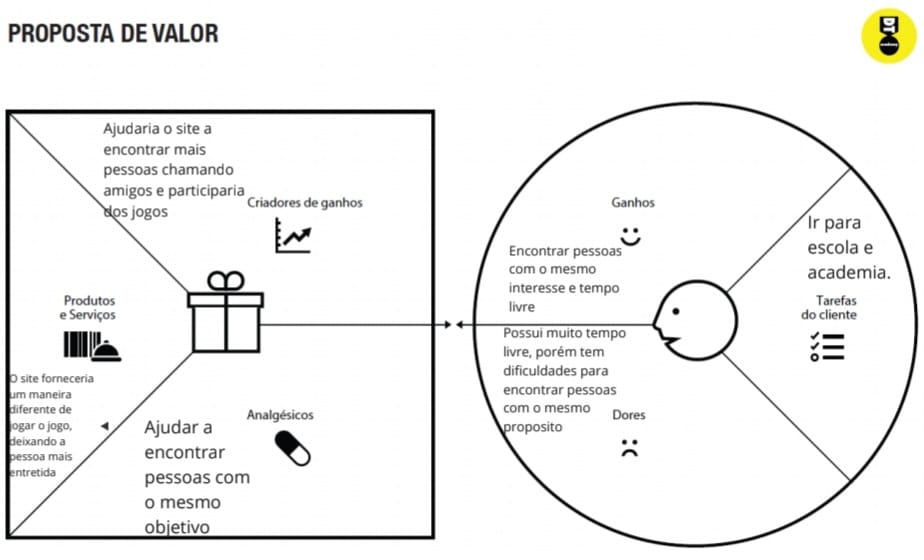 PROPOSTA DE VALOR
DT
academy
Ajudaria o site a
encontrar mais
pessoas chamando
amigos e participaria
dos jogos
Criadores de ganhos
Produtos
e Serviços
O site forneceria
um maneira
diferente de
jogar o jogo,
deixando a
pessoa mais
entretida
Analgésicos
Ajudar a
encontrar
pessoas com
o mesmo
objetivo
Ganhos
Encontrar pessoas
com o mesmo
interesse e tempo
livre
Possui muito tempo
livre, porém tem
dificuldades para
encontrar pessoas
com o mesmo
proposito
Dores
Ir para
escola e
academia.
Tarefas
do cliente